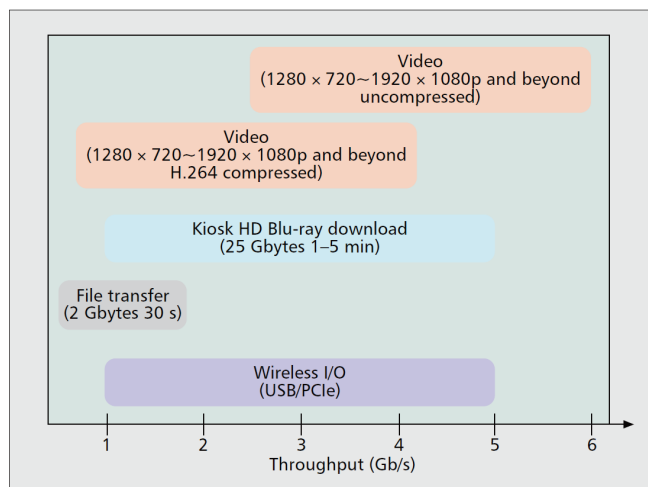 Video
(1280 × 720~1920 × 1080p and beyond
uncompressed)
Video
(1280 × 720~1920 × 1080p and beyond
H.264 compressed)
Kiosk HD Blu-ray download
(25 Gbytes 1–5 min)
File transfer
(2 Gbytes 30 s)
Wireless I/O
(USB/PCIe)
1 2 3 4 5 6
Throughput (Gb/s)